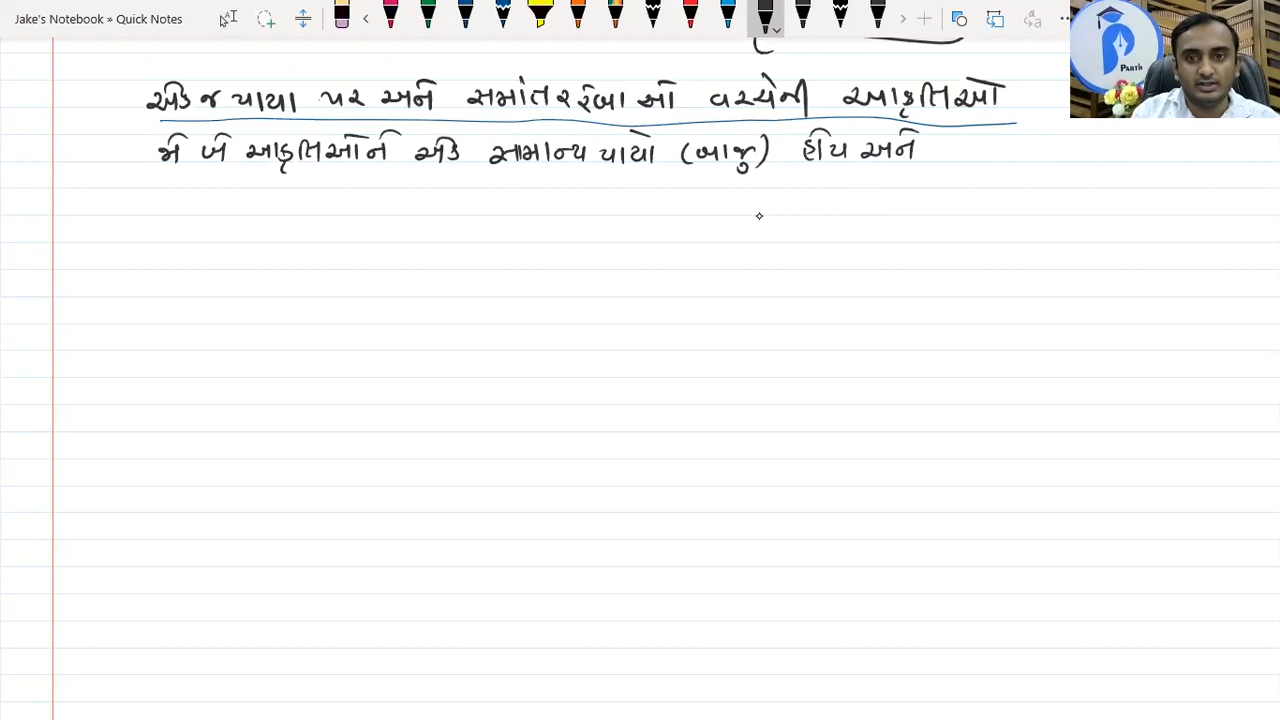 Jake's Notebook » Quick Notes
PARTH
એક જ પાયા પર અને સમાંતર રેખાઓ વચ્ચેની આકૃતિઓ
જે બે આકૃતિઓને એક સામાન્ય પાયો (બાજુ) હોય અને